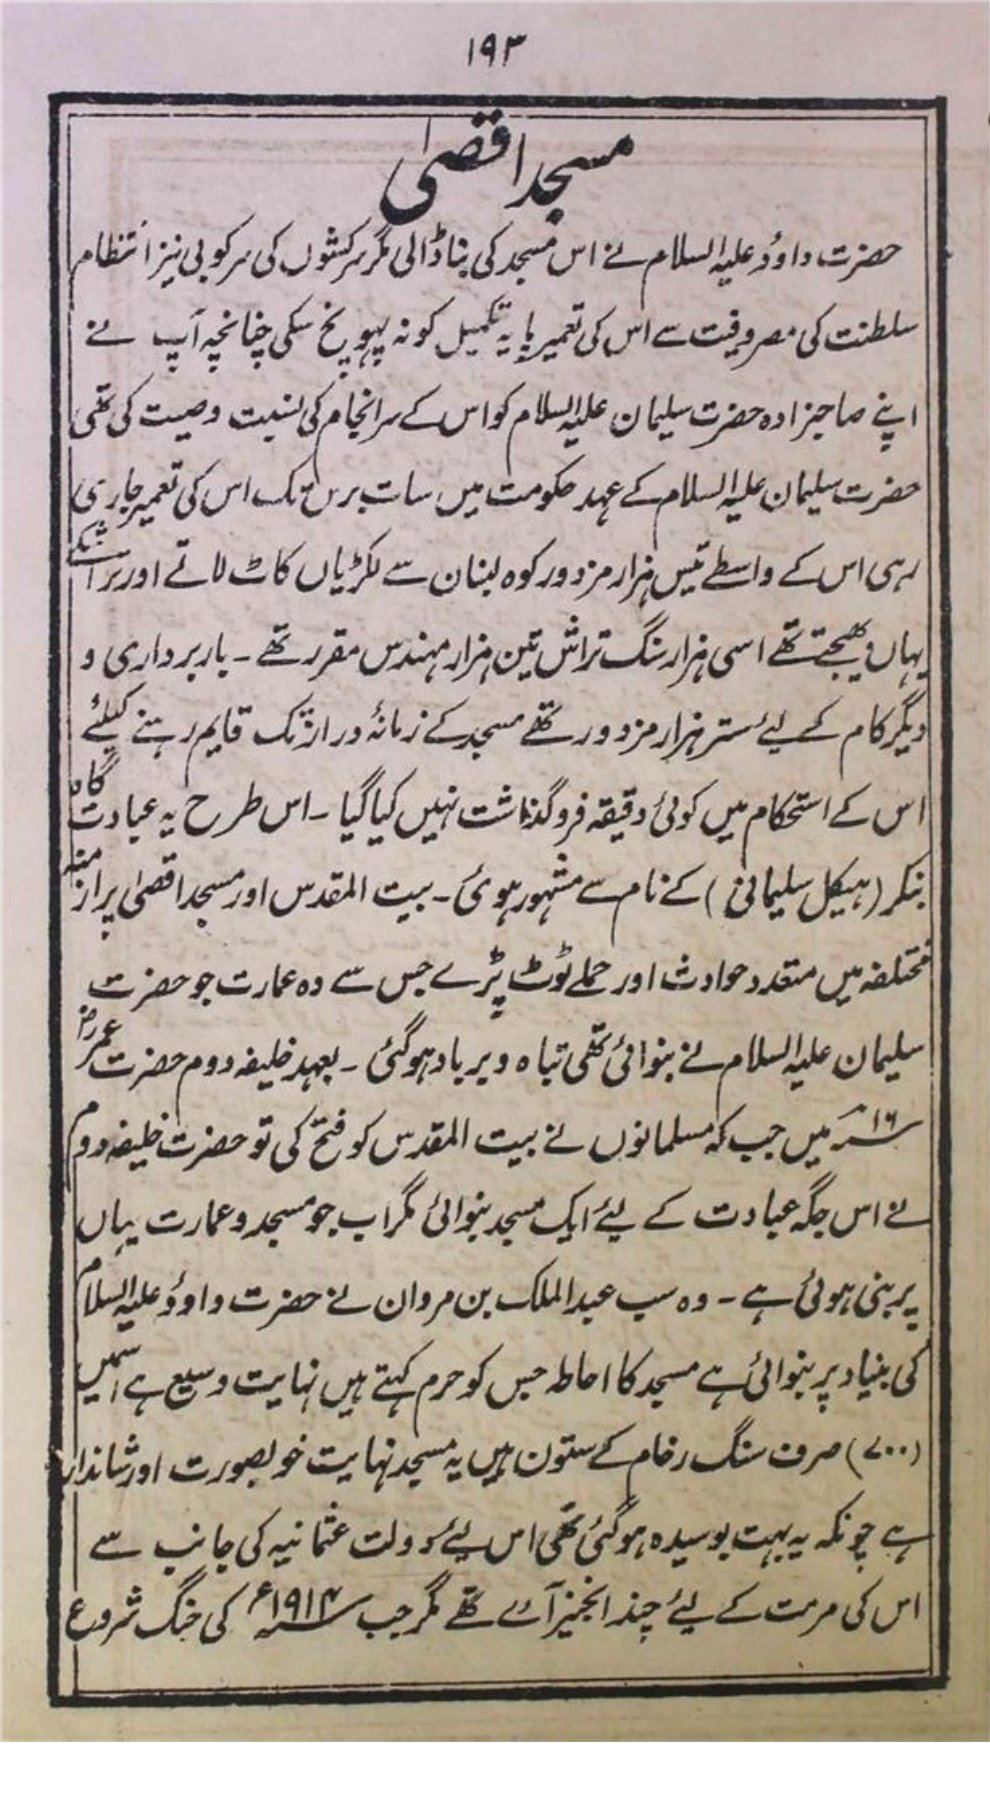 ۱۹۳
مسجد اقصیٰ
حضرت داوٗد علیہ السلام نے اس مسجد کی بنا ڈالی مگر سرکشوں کی سرکوبی نیز انتظام
سلطنت کی مصروفیت سے اس کی تعمیر پایہ تکمیل کو نہ پہونچ سکی چنانچہ آپ نے
اپنے صاحبزادہ حضرت سلیمان علیہ السلام کو اس کے سرانجام کی نسبت وصیت کی تھی
حضرت سلیمان علیہ السلام کے عہد حکومت میں سات برس تک اس کی تعمیر جاری
رہی اس کے واسطے تیس ہزار مزدور کوہ لبنان سے لکڑیاں کاٹ لاتے اور تراش کے
یہاں بھیجتے تھے اسی ہزار سنگ تراش تین ہزار مہندس مقرر تھے ۔ باربرداری و
دیگر کام کے لیے ستر ہزار مزدور تھے مسجد کے زمانۂ دراز تک قایم رہنے کیلئے
اس کے استحکام میں کوئی دقیقہ فروگذاشت نہیں کیا گیا ۔ اس طرح یہ عبادت گاہ
بنکر (ہیکل سلیمانی) کے نام سے مشہور ہوئی ۔ بیت المقدس اور مسجد اقصیٰ پر ازمنہ
مختلفہ میں متعدد حوادث اور حملے ٹوٹ پڑے جس سے وہ عمارت جو حضرت
سلیمان علیہ السلام نے بنوائی تھی تباہ و برباد ہوگئی ۔ بعہد خلیفہ دوم حضرت عمرؓ
۱۶؁ھ میں جب کہ مسلمانوں نے بیت المقدس کو فتح کی تو حضرت خلیفہ دوم
نے اس جگہ عبادت کے لیے ایک مسجد بنوائی مگر اب جو مسجد و عمارت یہاں
پر بنی ہوئی ہے ۔ وہ سب عبد الملک بن مروان نے حضرت داوٗد علیہ السلام
کی بنیاد پر بنوائی ہے مسجد کا احاطہ جس کو حرم کہتے ہیں نہایت وسیع ہے اسمیں
(۷۰۰) صرف سنگ رخام کے ستون ہیں یہ مسجد نہایت خوبصورت اور شاندار
ہے چونکہ یہ بہت بوسیدہ ہوگئی تھی اس لیے دولت عثمانیہ کی جانب سے
اس کی مرمت کے لیے چند انجنیر آے تھے مگر جب ۱۹۱۴؁ء کی جنگ شروع